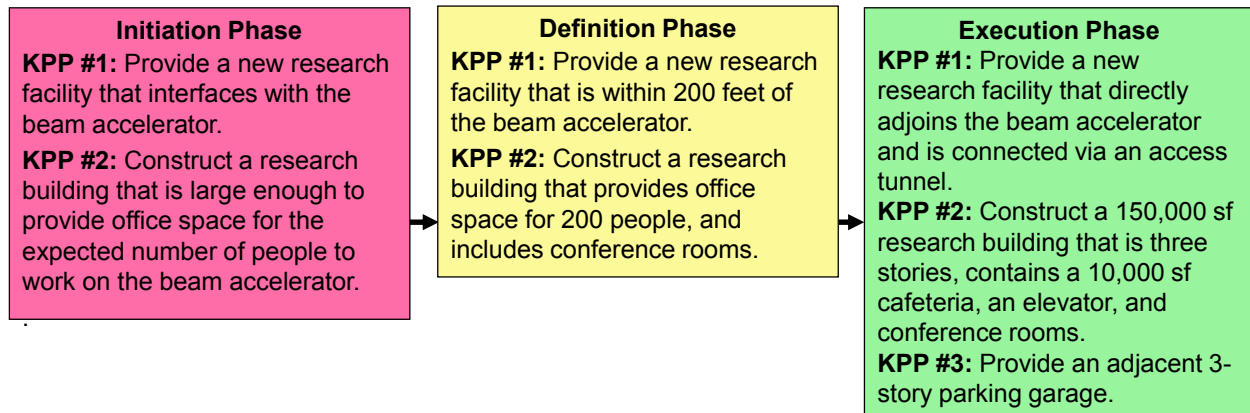 Initiation Phase
KPP #1: Provide a new research
facility that interfaces with the
beam accelerator.
KPP #2: Construct a research
building that is large enough to
provide office space for the
expected number of people to
work on the beam accelerator.
.
Definition Phase
KPP #1: Provide a new research
facility that is within 200 feet of
the beam accelerator.
KPP #2: Construct a research
building that provides office
space for 200 people, and
includes conference rooms.
Execution Phase
KPP #1: Provide a new
research facility that directly
adjoins the beam accelerator
and is connected via an access
tunnel.
KPP #2: Construct a 150,000 sf
research building that is three
stories, contains a 10,000 sf
cafeteria, an elevator, and
conference rooms.
KPP #3: Provide an adjacent 3-
story parking garage.